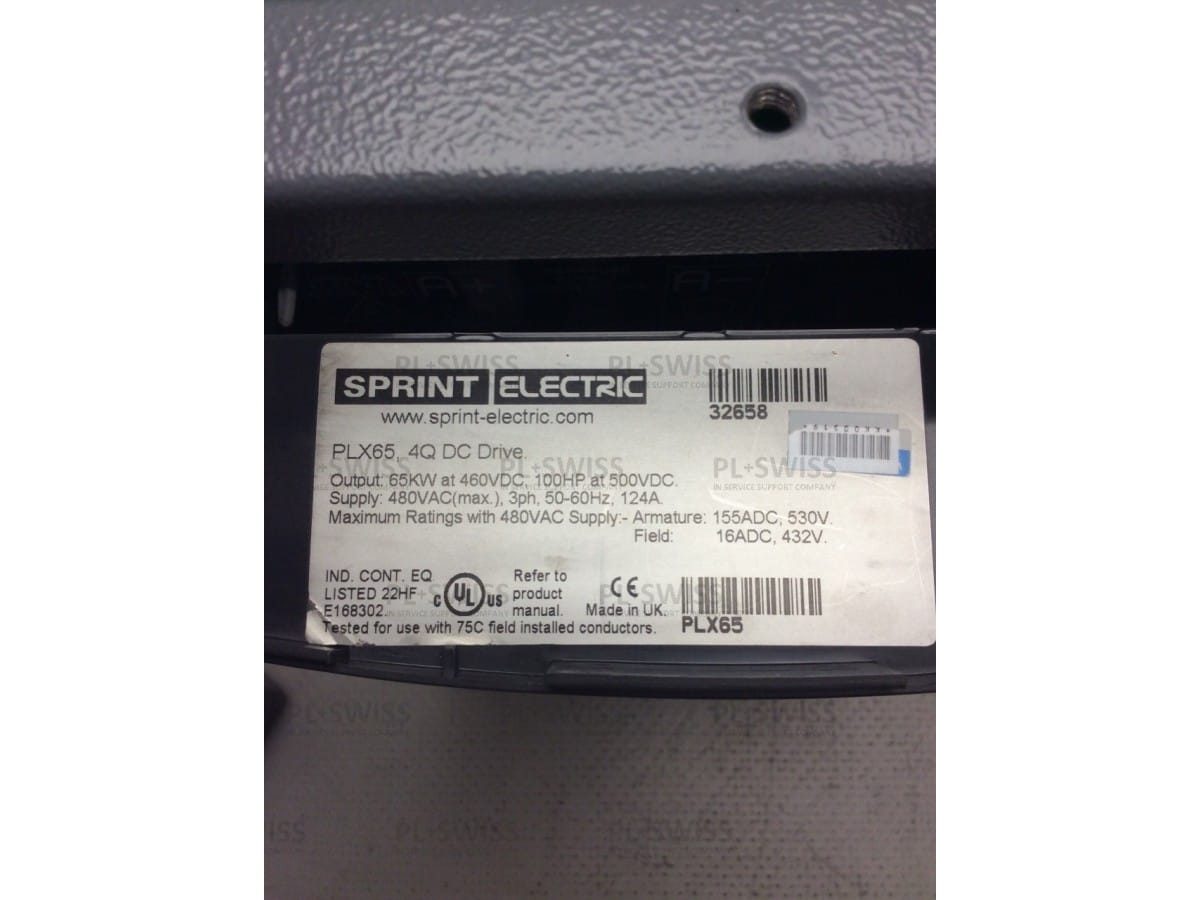 A+
A-
SPRINT ELECTRIC
www.sprint-electric.com
32658
PLX65, 4Q DC Drive.
Output: 65KW at 460VDC. 100HP at 500VDC.
Supply: 480VAC(max.), 3ph, 50-60Hz, 124A.
Maximum Ratings with 480VAC Supply:- Armature: 155ADC, 530V.
Field: 16ADC, 432V.
IND. CONT. EQ
LISTED 22HF
E168302.
C UL US
Refer to
product
manual.
CE
Made in UK.
PLX65
Tested for use with 75C field installed conductors.
PL+SWISS
IN SERVICE SUPPORT COMPANY